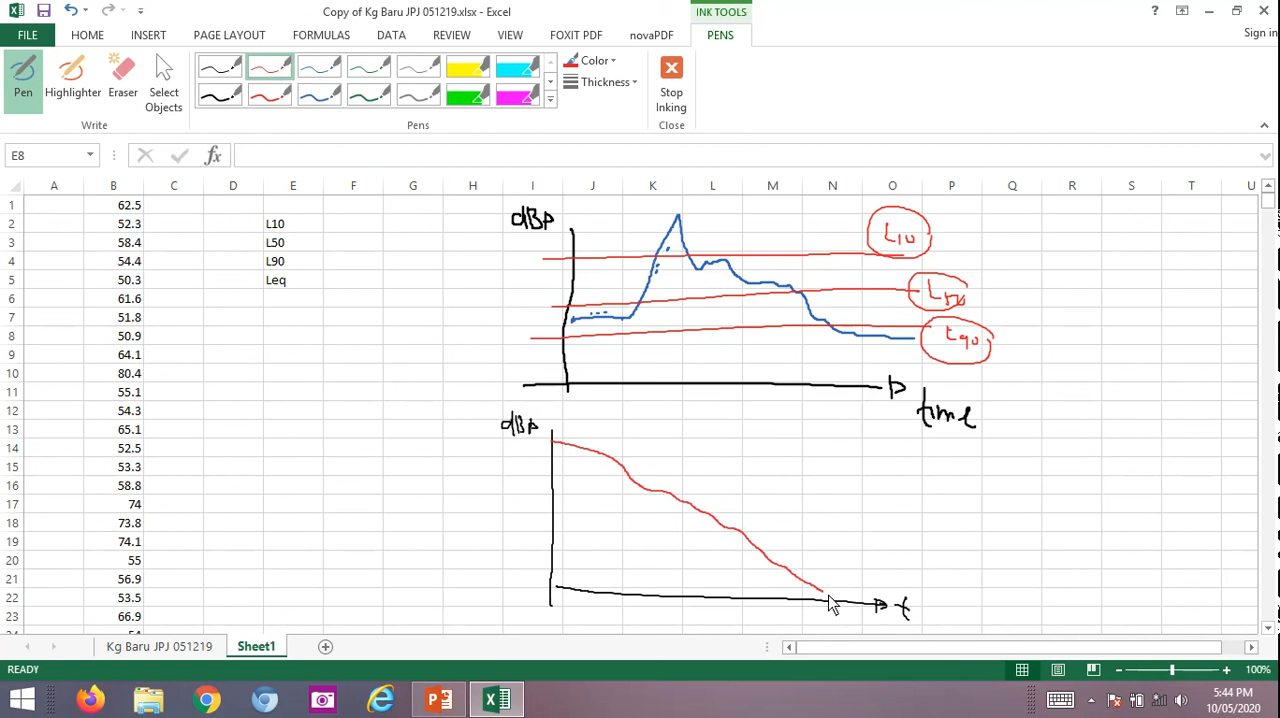 Copy of Kg Baru JPJ 051219.xlsx - Excel
INK TOOLS
?
FILE HOME INSERT PAGE LAYOUT FORMULAS DATA REVIEW VIEW FOXIT PDF novaPDF PENS Sign in
Pen Highlighter Eraser Select Objects
Color
Thickness
Stop Inking
Write Pens Close
E8 fx
A B C D E F G H I J K L M N O P Q R S T U
1 62.5
2 52.3 L10
3 58.4 L50
4 54.4 L90
5 50.3 Leq
6 61.6
7 51.8
8 50.9
9 64.1
10 80.4
11 55.1
12 54.3
13 65.1
14 52.5
15 53.3
16 58.8
17 74
18 73.8
19 74.1
20 55
21 56.9
22 53.5
23 66.9
24 54
dBA
L10
L50
L90
time
dBA
t
Kg Baru JPJ 051219 Sheet1
READY 100%
5:44 PM
10/05/2020